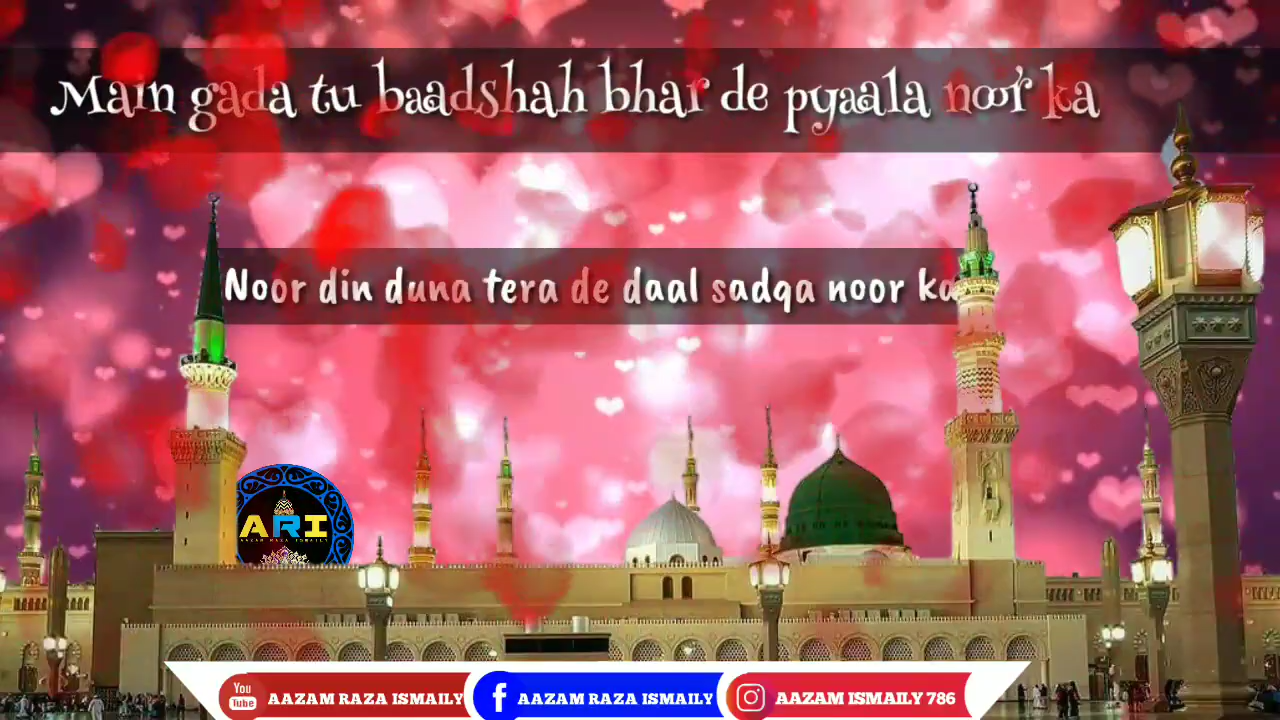 Main gada tu baadshah bhar de pyaala noor ka
Noor din duna tera de daal sadqa noor ka
ARI
AAZAM RAZA ISMAILY
You
Tube
AAZAM RAZA ISMAILY
f
AAZAM RAZA ISMAILY
AAZAM ISMAILY 786